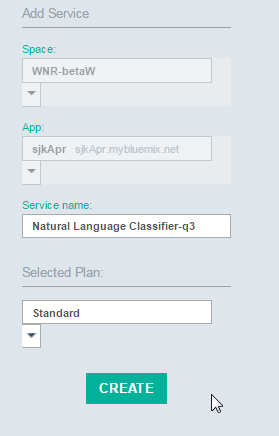 Add Service
Space:
WNR-betaW
App:
sjkApr sjkApr.mybluemix.net
Service name:
Natural Language Classifier-q3
Selected Plan:
Standard
CREATE